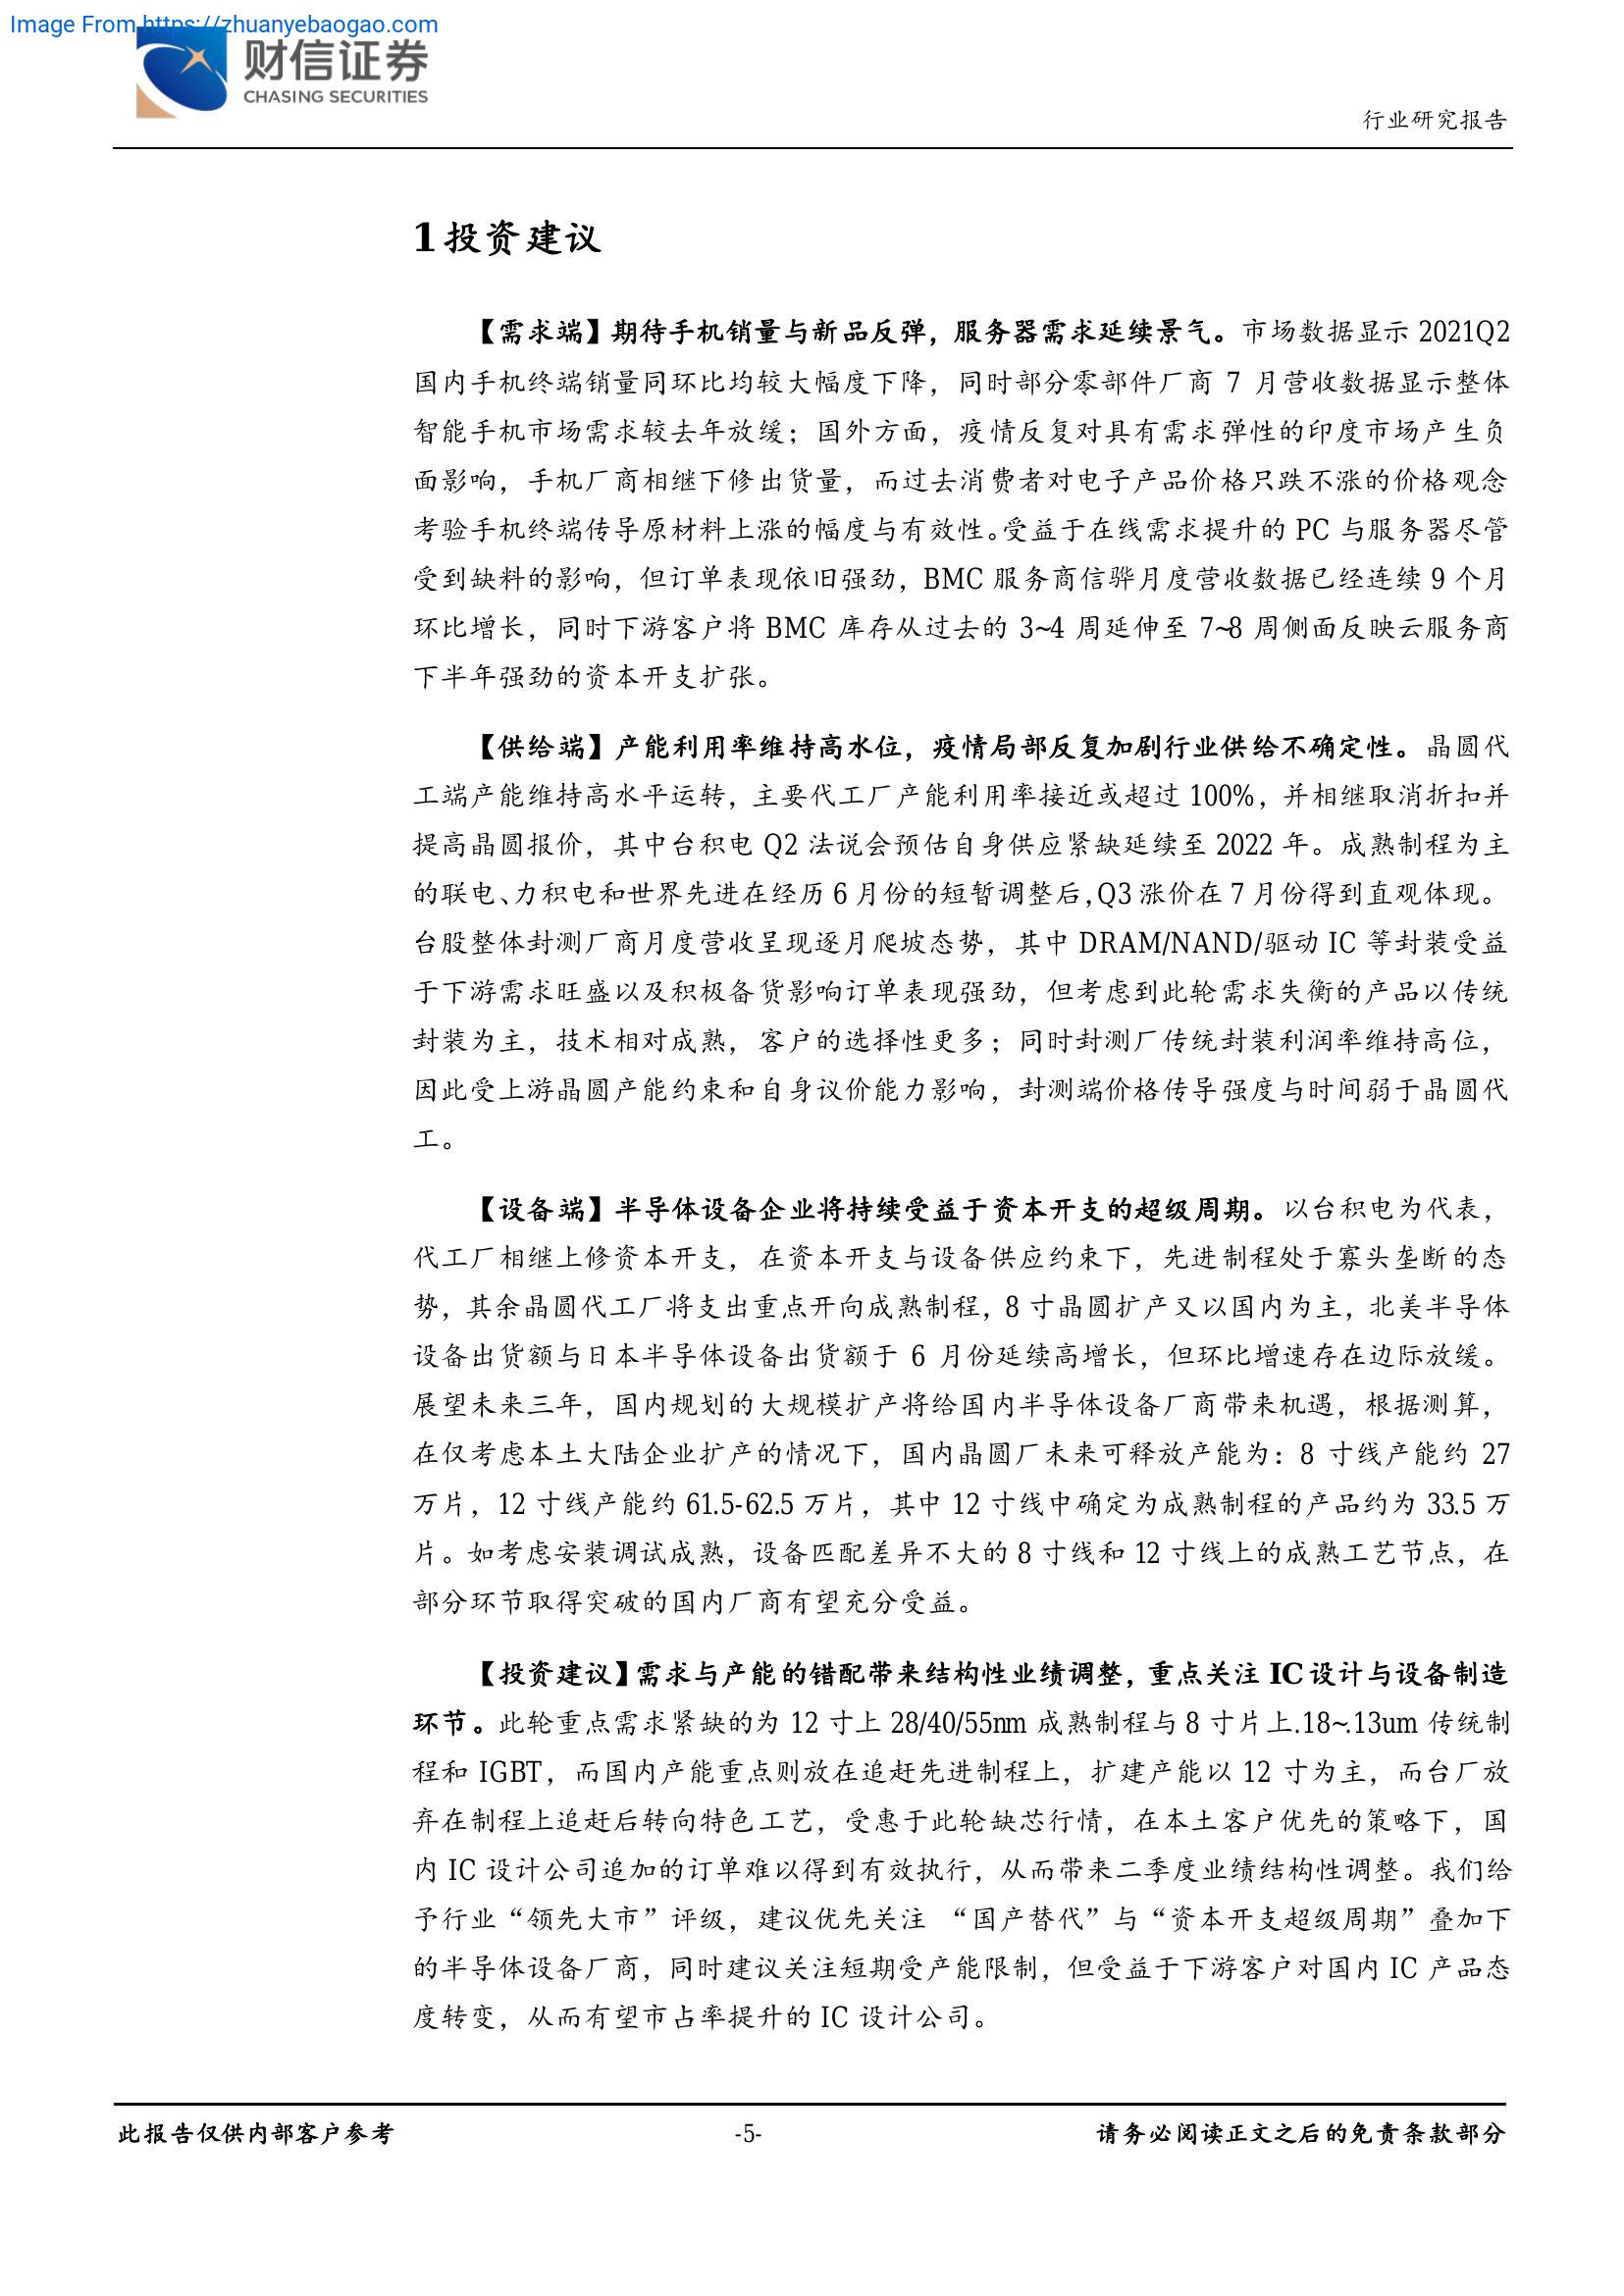 Image From https://zhuanyebaogao.com
财信证券
CHASING SECURITIES
行业研究报告
1 投资建议
【需求端】期待手机销量与新品反弹，服务器需求延续景气。市场数据显示 2021Q2
国内手机终端销量同环比均较大幅度下降，同时部分零部件厂商 7 月营收数据显示整体
智能手机市场需求较去年放缓；国外方面，疫情反复对具有需求弹性的印度市场产生负
面影响，手机厂商相继下修出货量，而过去消费者对电子产品价格只跌不涨的价格观念
考验手机终端传导原材料上涨的幅度与有效性。受益于在线需求提升的 PC 与服务器尽管
受到缺料的影响，但订单表现依旧强劲，BMC 服务商信骅月度营收数据已经连续 9 个月
环比增长，同时下游客户将 BMC 库存从过去的 3~4 周延伸至 7~8 周侧面反映云服务商
下半年强劲的资本开支扩张。
【供给端】产能利用率维持高水位，疫情局部反复加剧行业供给不确定性。晶圆代
工端产能维持高水平运转，主要代工厂产能利用率接近或超过 100%，并相继取消折扣并
提高晶圆报价，其中台积电 Q2 法说会预估自身供应紧缺延续至 2022 年。成熟制程为主
的联电、力积电和世界先进在经历 6 月份的短暂调整后，Q3 涨价在 7 月份得到直观体现。
台股整体封测厂商月度营收呈现逐月爬坡态势，其中 DRAM/NAND/驱动 IC 等封装受益
于下游需求旺盛以及积极备货影响订单表现强劲，但考虑到此轮需求失衡的产品以传统
封装为主，技术相对成熟，客户的选择性更多；同时封测厂传统封装利润率维持高位，
因此受上游晶圆产能约束和自身议价能力影响，封测端价格传导强度与时间弱于晶圆代
工。
【设备端】半导体设备企业将持续受益于资本开支的超级周期。以台积电为代表，
代工厂相继上修资本开支，在资本开支与设备供应约束下，先进制程处于寡头垄断的态
势，其余晶圆代工厂将支出重点开向成熟制程，8 寸晶圆扩产又以国内为主，北美半导体
设备出货额与日本半导体设备出货额于 6 月份延续高增长，但环比增速存在边际放缓。
展望未来三年，国内规划的大规模扩产将给国内半导体设备厂商带来机遇，根据测算，
在仅考虑本土大陆企业扩产的情况下，国内晶圆厂未来可释放产能为：8 寸线产能约 27
万片，12 寸线产能约 61.5-62.5 万片，其中 12 寸线中确定为成熟制程的产品约为 33.5 万
片。如考虑安装调试成熟，设备匹配差异不大的 8 寸线和 12 寸线上的成熟工艺节点，在
部分环节取得突破的国内厂商有望充分受益。
【投资建议】需求与产能的错配带来结构性业绩调整，重点关注 IC 设计与设备制造
环节。此轮重点需求紧缺的为 12 寸上 28/40/55nm 成熟制程与 8 寸片上.18~.13um 传统制
程和 IGBT，而国内产能重点则放在追赶先进制程上，扩建产能以 12 寸为主，而台厂放
弃在制程上追赶后转向特色工艺，受惠于此轮缺芯行情，在本土客户优先的策略下，国
内 IC 设计公司追加的订单难以得到有效执行，从而带来二季度业绩结构性调整。我们给
予行业“领先大市”评级，建议优先关注 “国产替代”与“资本开支超级周期”叠加下
的半导体设备厂商，同时建议关注短期受产能限制，但受益于下游客户对国内 IC 产品态
度转变，从而有望市占率提升的 IC 设计公司。
此报告仅供内部客户参考
-5-
请务必阅读正文之后的免责条款部分